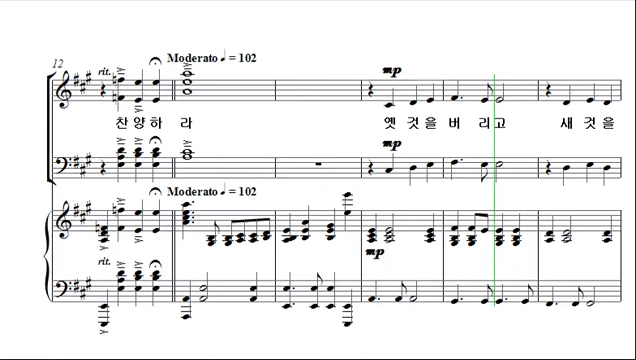 12
rit.
Moderato ♩ = 102
mp
찬양하 라 옛 것을 버 리고 새 것을
mp
Moderato ♩ = 102
mp
rit.